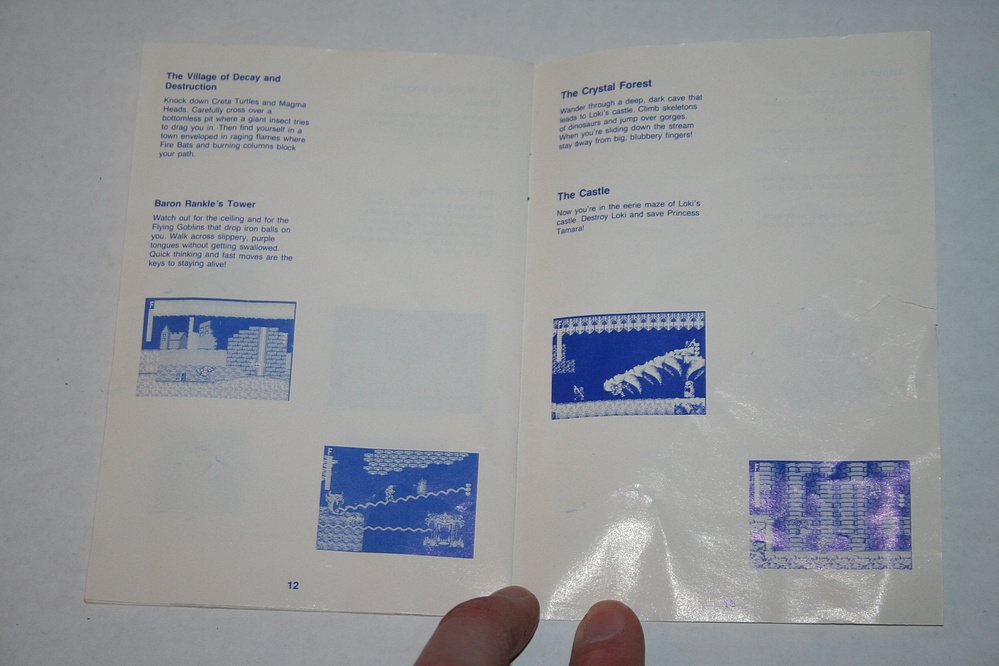 The Village of Decay and
Destruction
Knock down Creta Turtles and Magma
Heads. Carefully cross over a
bottomless pit where a giant insect tries
to drag you in. Then find yourself in a
town enveloped in raging flames where
Fire Bats and burning columns block
your path.
Baron Rankle's Tower
Watch out for the ceiling and for the
Flying Goblins that drop iron balls on
you. Walk across slippery, purple
tongues without getting swallowed.
Quick thinking and fast moves are the
keys to staying alive!
F
F
12
The Crystal Forest
Wander through a deep, dark cave that
leads to Loki's castle. Climb skeletons
of dinosaurs and jump over gorges.
When you're sliding down the stream
stay away from big, blubbery fingers!
The Castle
Now you're in the eerie maze of Loki's
castle. Destroy Loki and save Princess
Tamara!
F
F